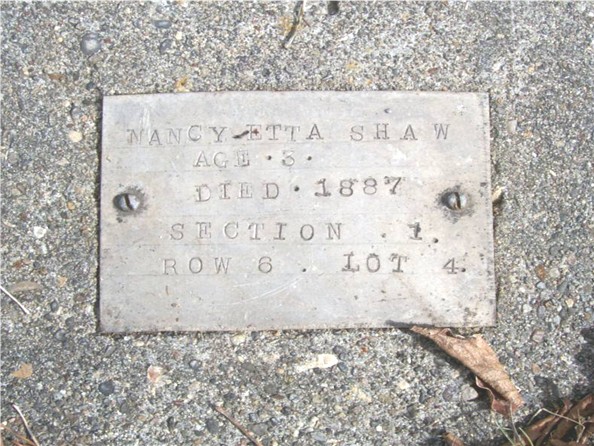 NANCY ETTA SHAW
AGE . 3 .
DIED . 1887
SECTION . 1.
ROW 6 . LOT 4.